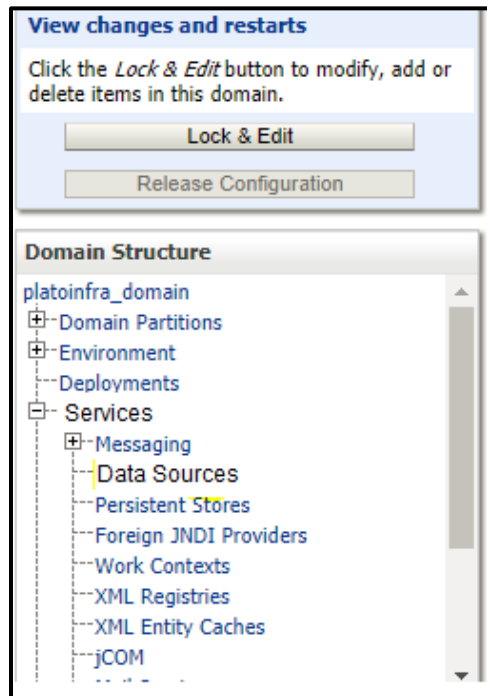 View changes and restarts
Click the Lock & Edit button to modify, add or
delete items in this domain.
Lock & Edit
Release Configuration
Domain Structure
platoinfra_domain
Domain Partitions
Environment
Deployments
Services
Messaging
Data Sources
Persistent Stores
Foreign JNDI Providers
Work Contexts
XML Registries
XML Entity Caches
jCOM